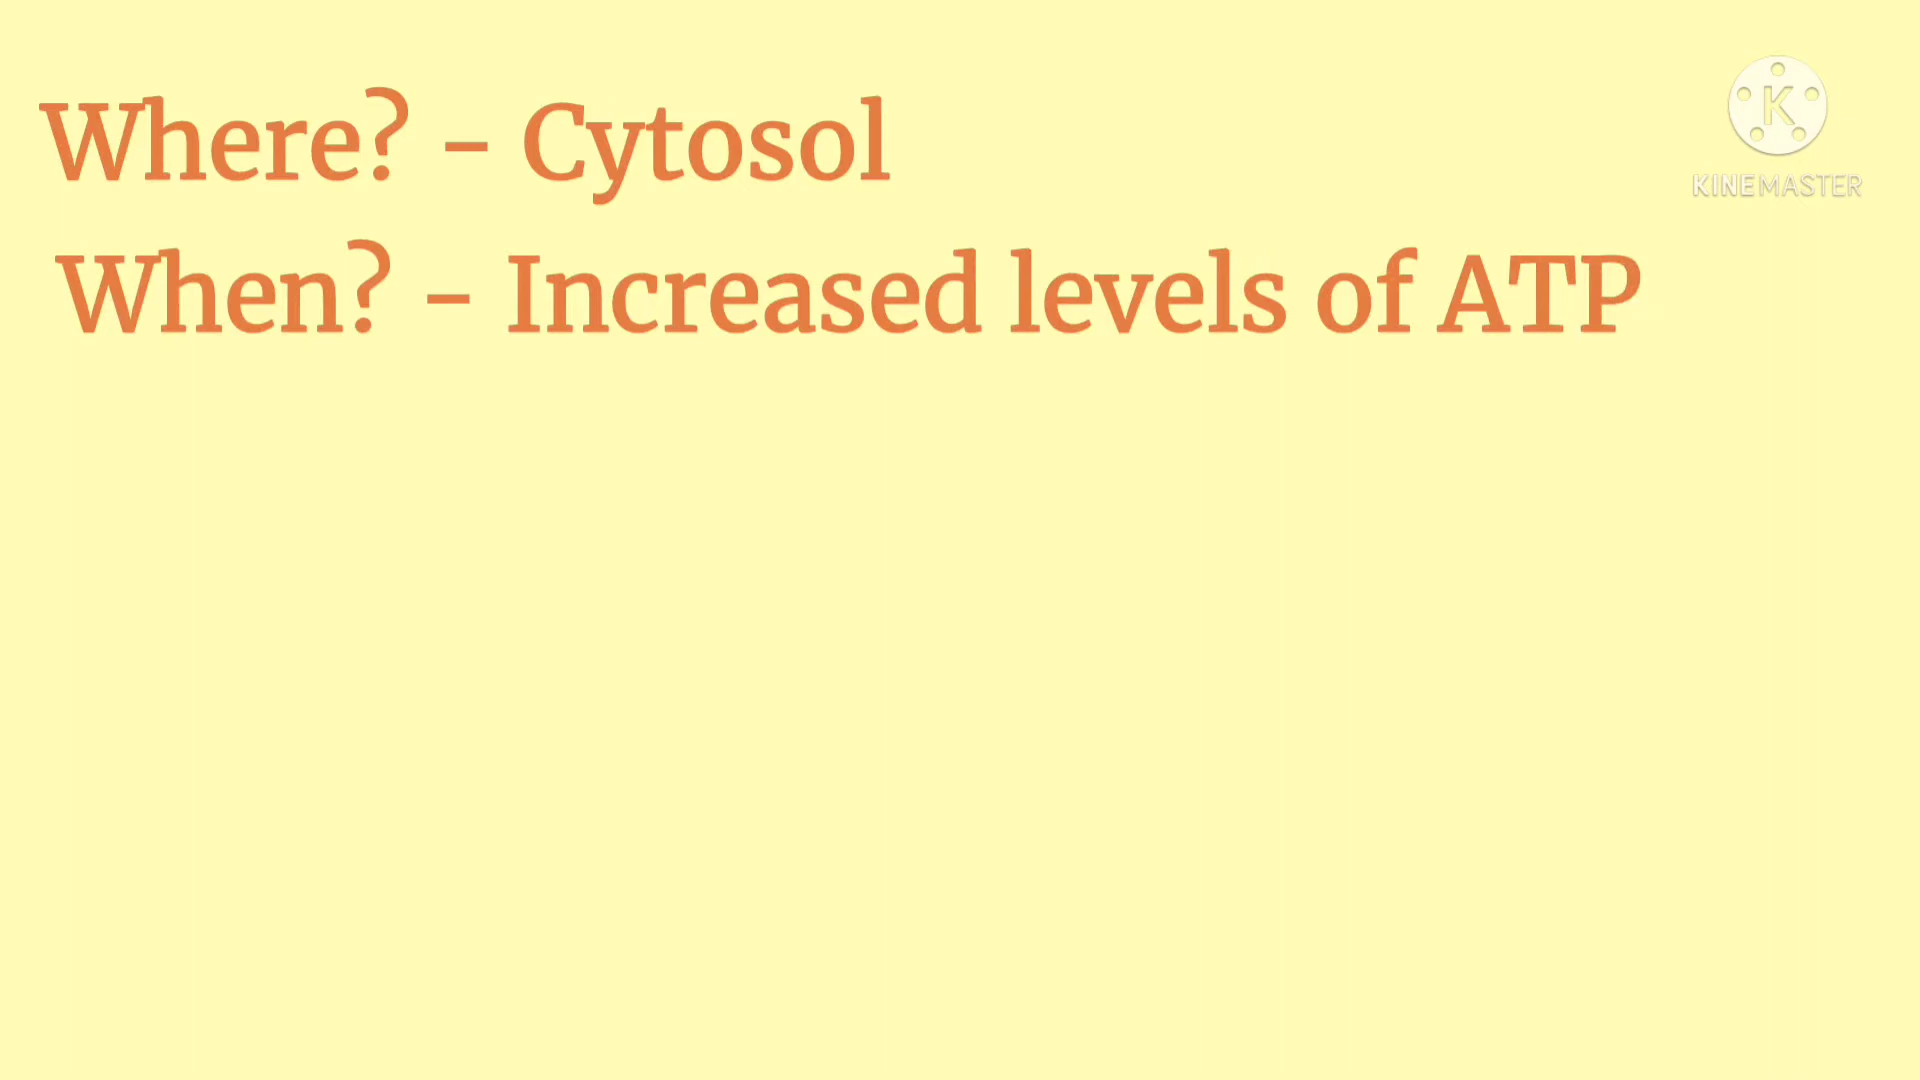 Where? - Cytosol
K
KINEMASTER
When? - Increased levels of ATP